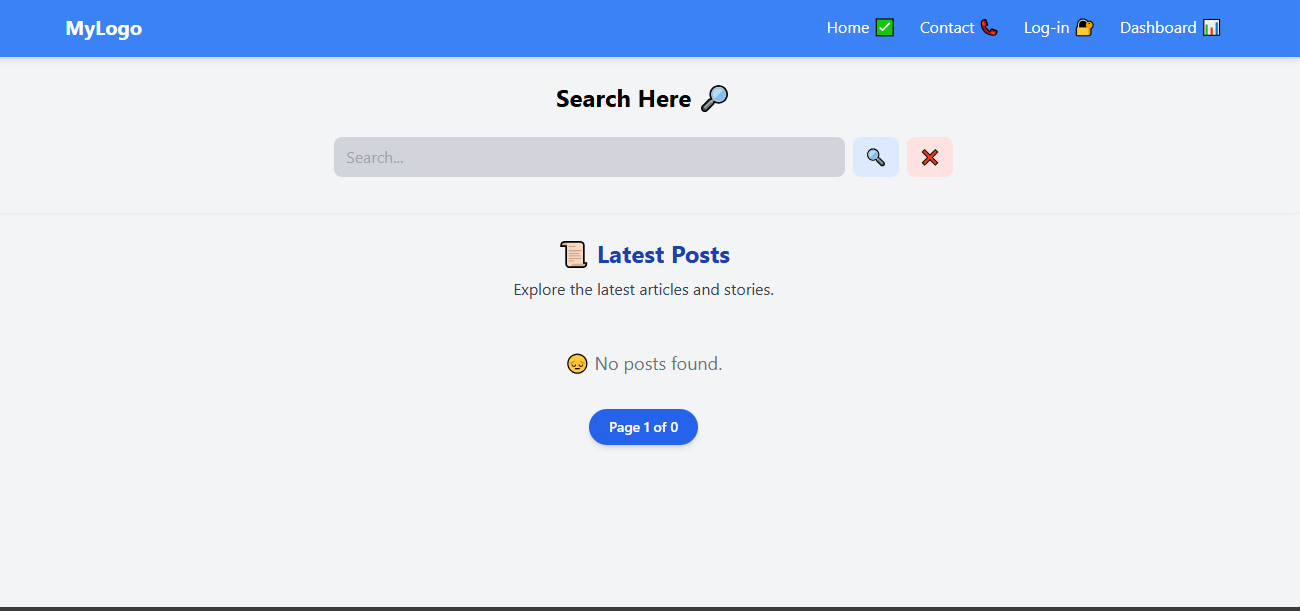 MyLogo
Home ✅ Contact 📞 Log-in 🔐 Dashboard 📊
Search Here 🔎
Search...
📜 Latest Posts
Explore the latest articles and stories.
😞 No posts found.
Page 1 of 0